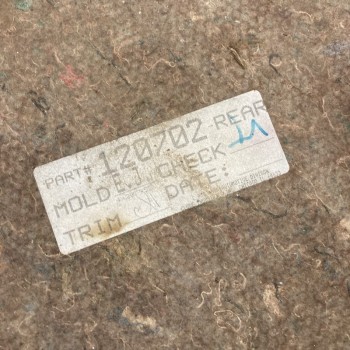 PART# 120702 REAR
MOLD CHECK
TRIM DATE: